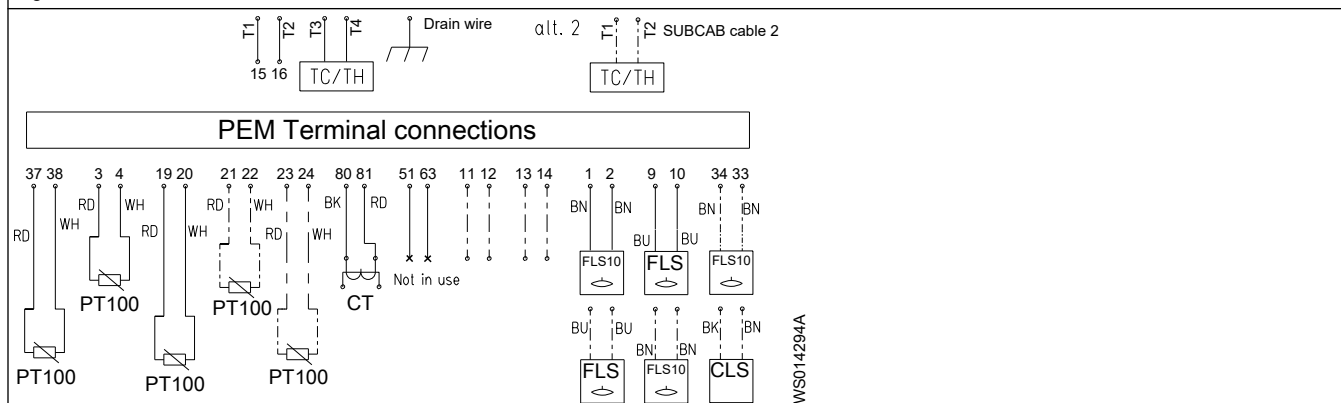 T1 T2 T3 T4 Drain wire alt. 2 T1 T2 SUBCAB cable 2
15 16 TC/TH TC/TH
PEM Terminal connections
37 38 3 4 19 20 21 22 23 24 80 81 51 63 11 12 13 14 1 2 9 10 34 33
RD WH RD WH RD WH RD WH RD WH BK RD BN BN BU BU BN BN
FLS10 FLS FLS10
PT100 PT100 CT Not in use
BU BU BN BN BK BN
PT100 PT100 PT100 FLS FLS10 CLS
WS014294A